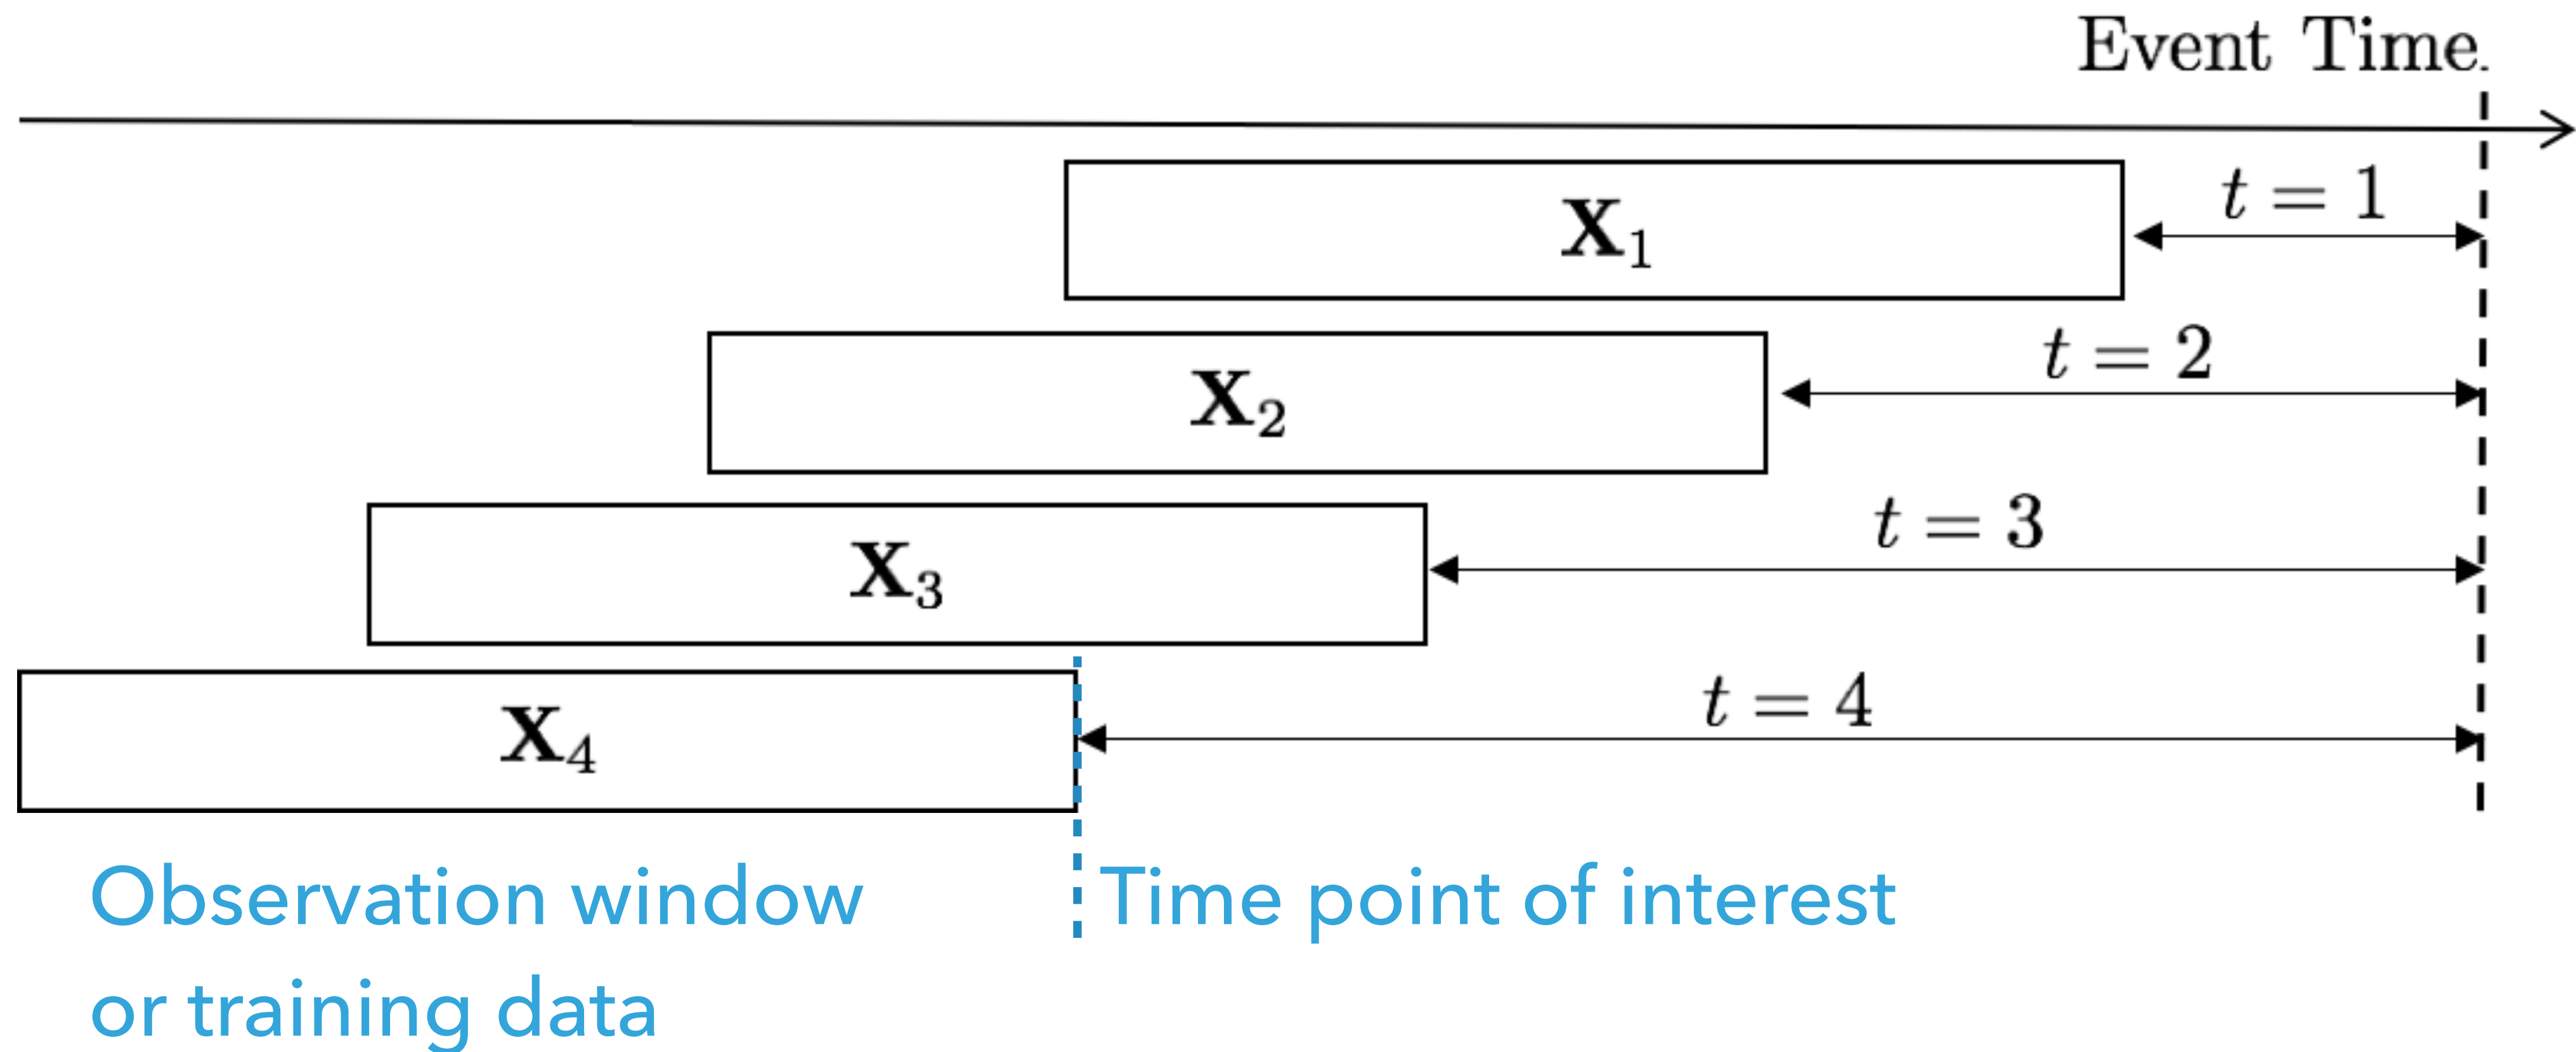 Event Time
X₁
t = 1
X₂
t = 2
X₃
t = 3
X₄
t = 4
Observation window
or training data
Time point of interest